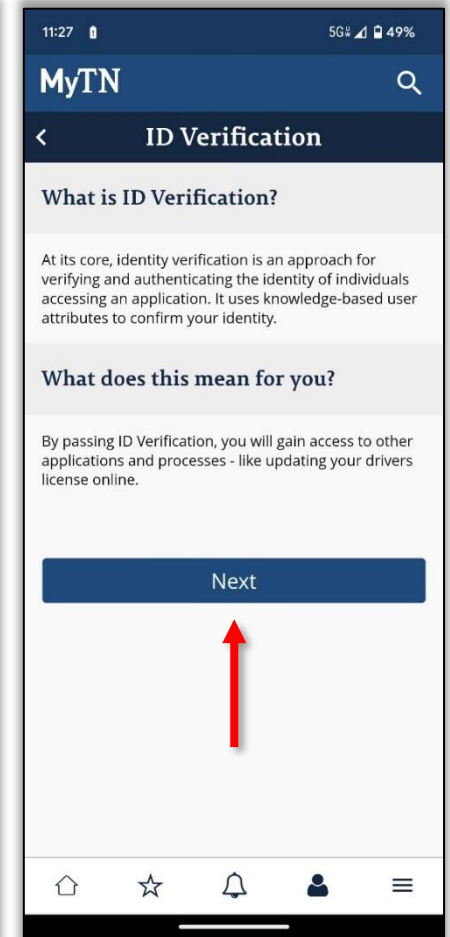 11:27 5G 49%
MyTN
ID Verification
What is ID Verification?
At its core, identity verification is an approach for
verifying and authenticating the identity of individuals
accessing an application. It uses knowledge-based user
attributes to confirm your identity.
What does this mean for you?
By passing ID Verification, you will gain access to other
applications and processes - like updating your drivers
license online.
Next